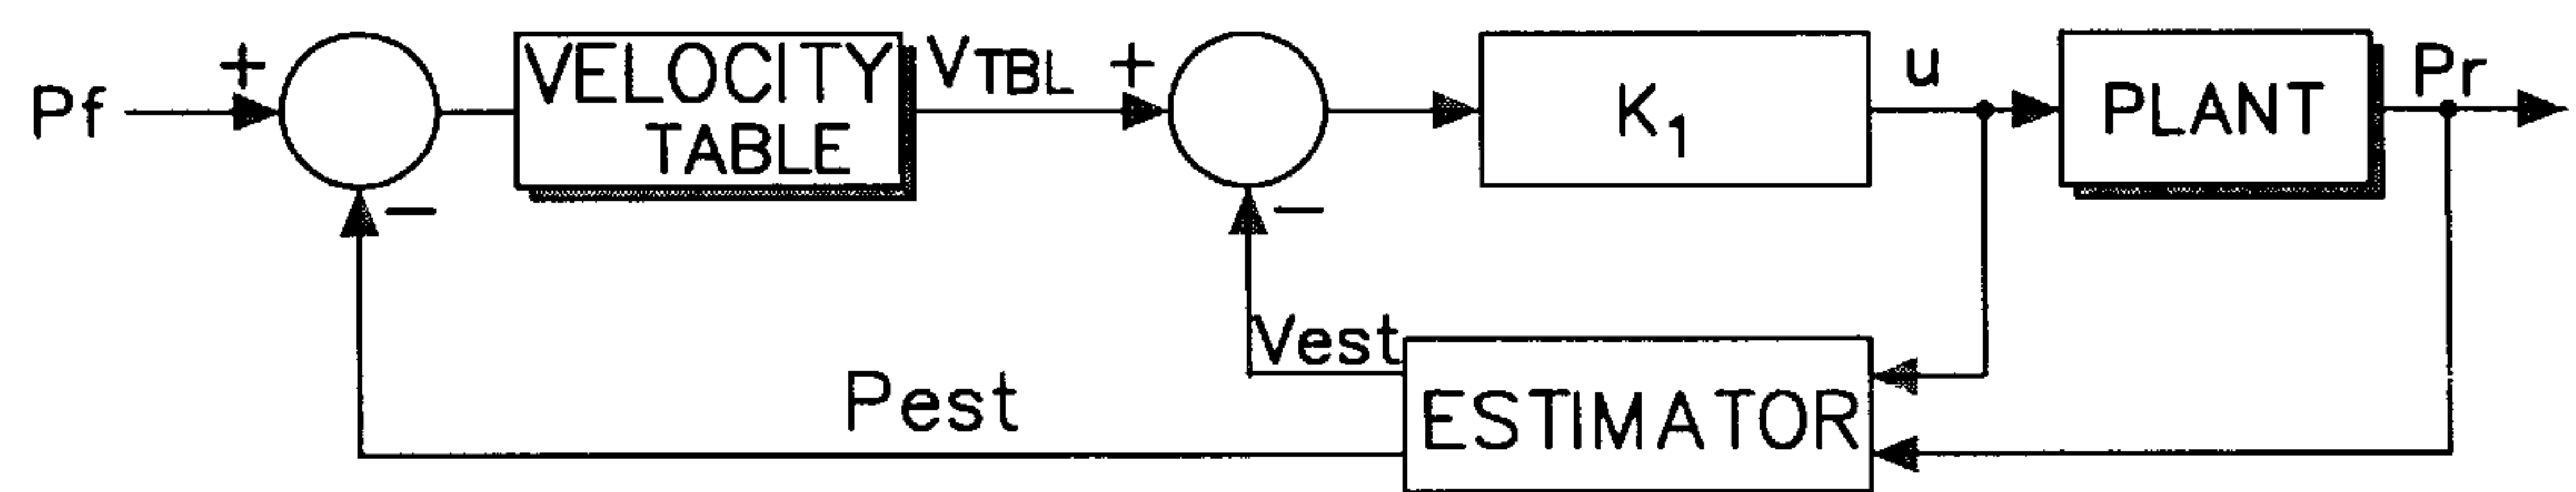 Pf
+
−
VELOCITY
TABLE
VTBL
+
−
K1
u
PLANT
Pr
Vest
Pest
ESTIMATOR